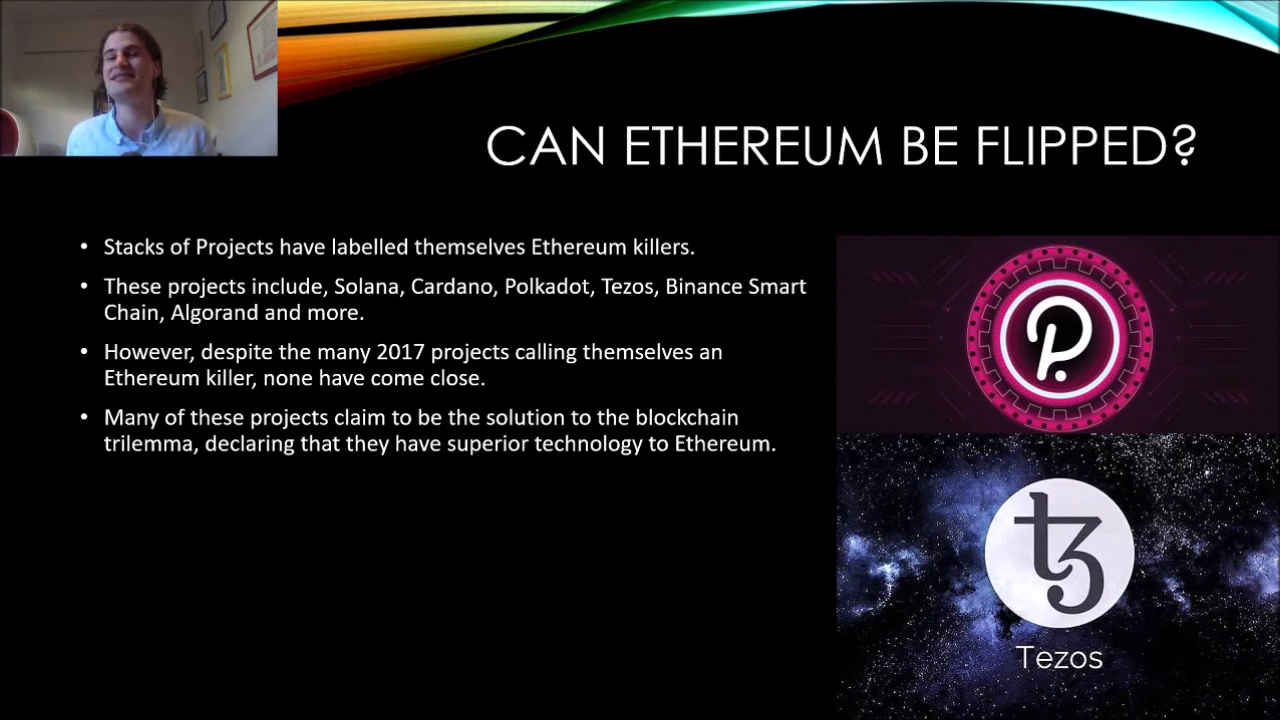 CAN ETHEREUM BE FLIPPED?
• Stacks of Projects have labelled themselves Ethereum killers.
• These projects include, Solana, Cardano, Polkadot, Tezos, Binance Smart
Chain, Algorand and more.
• However, despite the many 2017 projects calling themselves an
Ethereum killer, none have come close.
• Many of these projects claim to be the solution to the blockchain
trilemma, declaring that they have superior technology to Ethereum.
Tezos